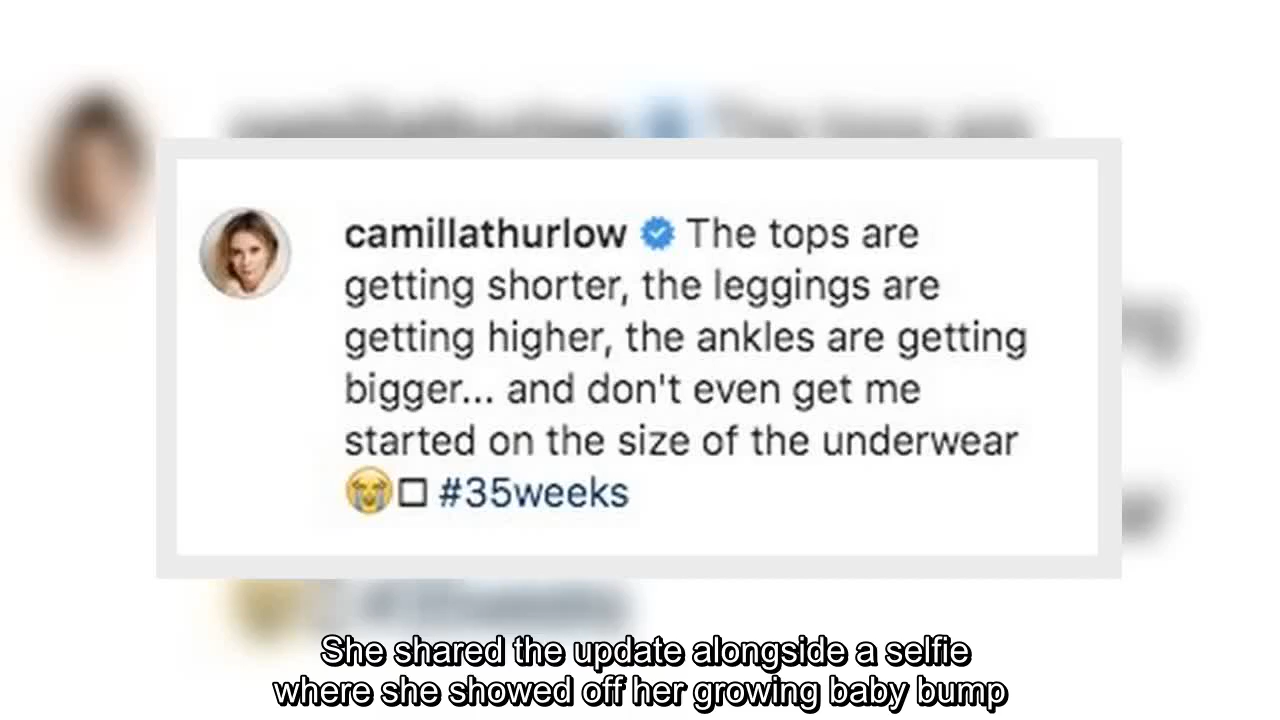 camillathurlow The tops are
getting shorter, the leggings are
getting higher, the ankles are getting
bigger... and don't even get me
started on the size of the underwear
😭□ #35weeks
She shared the update alongside a selfie
where she showed off her growing baby bump